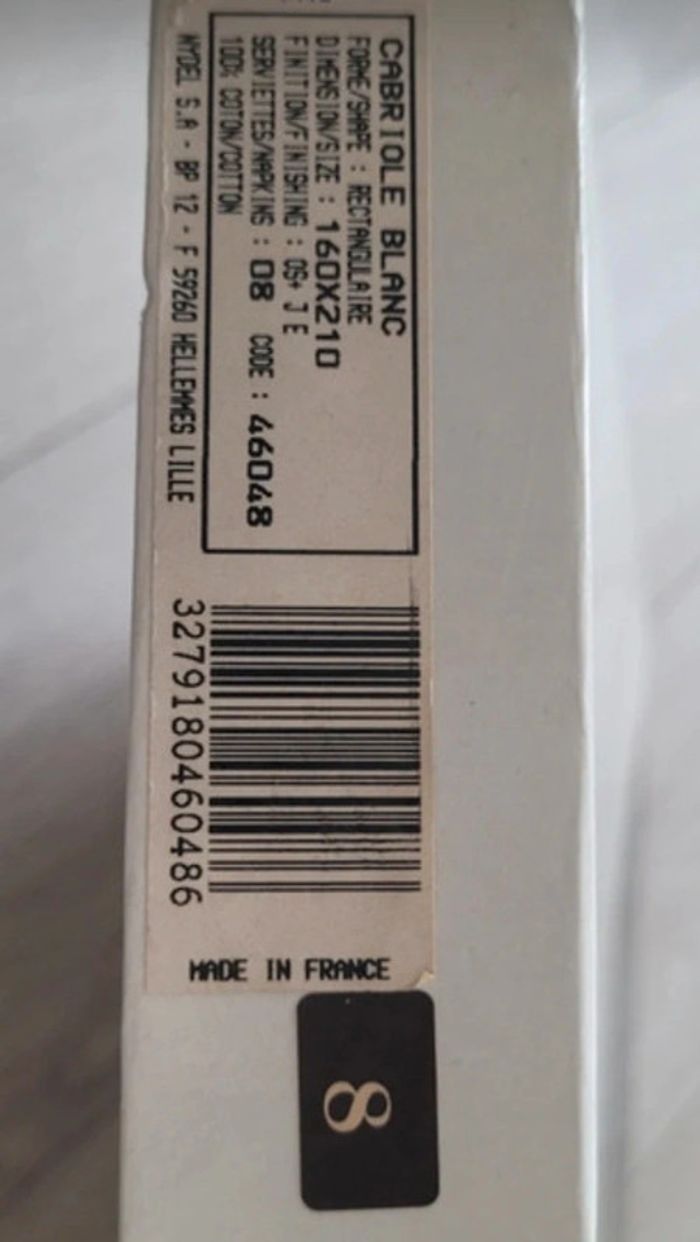 CABRIOLE BLANC
FORME/SHAPE : RECTANGULAIRE
DIMENSION/SIZE : 160X210
FINITION/FINISHING : OS+ J E
SERVIETTES/NAPKINS : 08 CODE : 46048
100% COTON/COTTON
NYDEL S.A - BP 12 - F 59260 HELLEMMES LILLE
3279180460486
MADE IN FRANCE
8